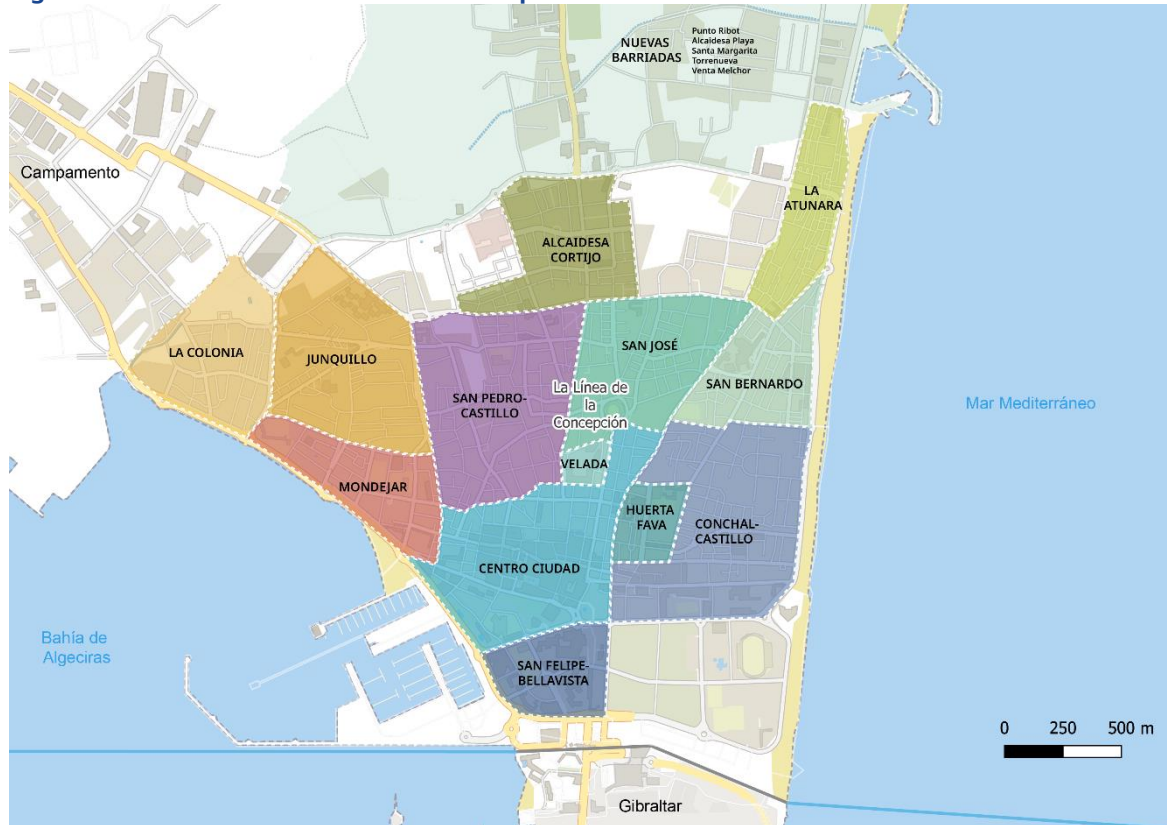 NUEVAS
BARRIADAS
Punto Ribot
Alcaidesa Playa
Santa Margarita
Torrenueva
Venta Melchor
Campamento
LA
ATUNARA
ALCAIDESA
CORTIJO
LA COLONIA
JUNQUILLO
SAN JOSÉ
SAN PEDRO-
CASTILLO
La Línea de
la
Concepción
SAN BERNARDO
Mar Mediterráneo
VELADA
MONDEJAR
HUERTA
FAVA
CONCHAL-
CASTILLO
CENTRO CIUDAD
Bahía de
Algeciras
SAN FELIPE-
BELLAVISTA
0 250 500 m
Gibraltar